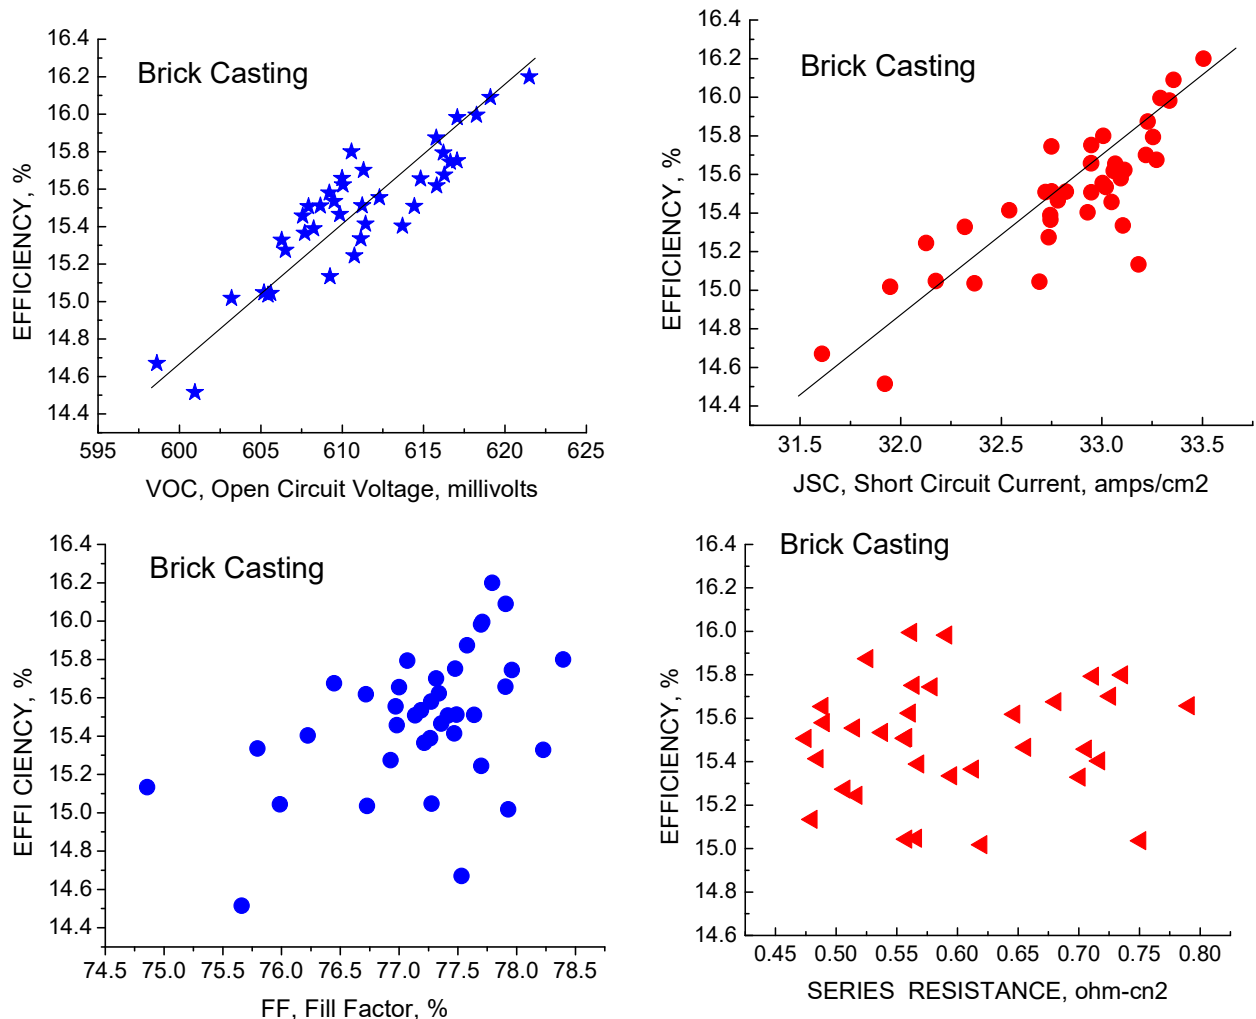 16.4
16.2
16.0
15.8
15.6
15.4
15.2
15.0
14.8
14.6
14.4
EFFICIENCY, %
Brick Casting
595 600 605 610 615 620 625
VOC, Open Circuit Voltage, millivolts
16.4
16.2
16.0
15.8
15.6
15.4
15.2
15.0
14.8
14.6
14.4
EFFICIENCY, %
Brick Casting
31.5 32.0 32.5 33.0 33.5
JSC, Short Circuit Current, amps/cm2
16.4
16.2
16.0
15.8
15.6
15.4
15.2
15.0
14.8
14.6
14.4
EFFI CIENCY, %
Brick Casting
74.5 75.0 75.5 76.0 76.5 77.0 77.5 78.0 78.5
FF, Fill Factor, %
16.4
16.2
16.0
15.8
15.6
15.4
15.2
15.0
14.8
14.6
EFFICIENCY, %
Brick Casting
0.45 0.50 0.55 0.60 0.65 0.70 0.75 0.80
SERIES RESISTANCE, ohm-cn2